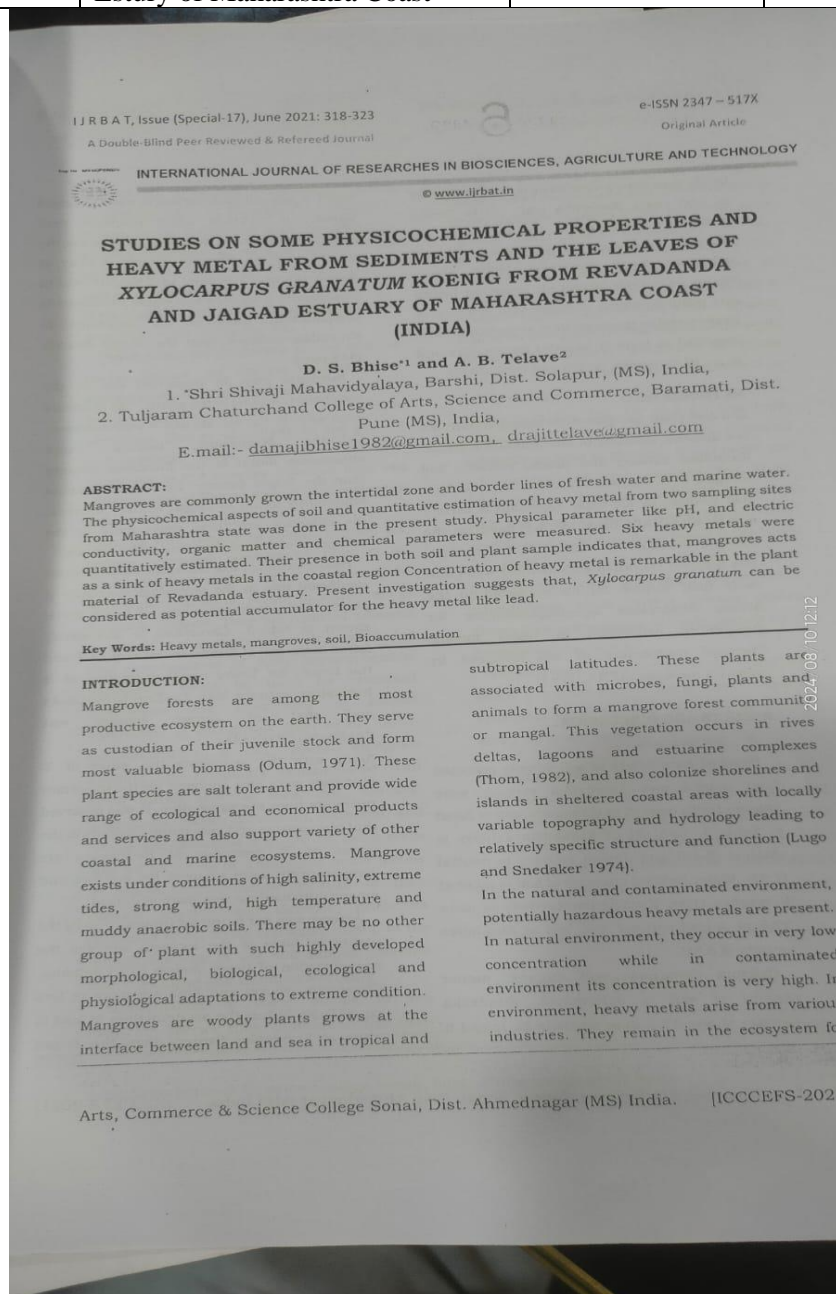 Estury of Maharashtra Coast
I J R B A T, Issue (Special-17), June 2021: 318-323
e-ISSN 2347 – 517X
A Double-Blind Peer Reviewed & Refereed Journal
Original Article
INTERNATIONAL JOURNAL OF RESEARCHES IN BIOSCIENCES, AGRICULTURE AND TECHNOLOGY
© www.ijrbat.in
STUDIES ON SOME PHYSICOCHEMICAL PROPERTIES AND
HEAVY METAL FROM SEDIMENTS AND THE LEAVES OF
XYLOCARPUS GRANATUM KOENIG FROM REVADANDA
AND JAIGAD ESTUARY OF MAHARASHTRA COAST
(INDIA)
D. S. Bhise*1 and A. B. Telave2
1. *Shri Shivaji Mahavidyalaya, Barshi, Dist. Solapur, (MS), India,
2. Tuljaram Chaturchand College of Arts, Science and Commerce, Baramati, Dist.
Pune (MS), India,
E.mail:- damajibhise1982@gmail.com, drajittelave@gmail.com
ABSTRACT:
Mangroves are commonly grown the intertidal zone and border lines of fresh water and marine water.
The physicochemical aspects of soil and quantitative estimation of heavy metal from two sampling sites
from Maharashtra state was done in the present study. Physical parameter like pH, and electric
conductivity, organic matter and chemical parameters were measured. Six heavy metals were
quantitatively estimated. Their presence in both soil and plant sample indicates that, mangroves acts
as a sink of heavy metals in the coastal region Concentration of heavy metal is remarkable in the plant
material of Revadanda estuary. Present investigation suggests that, Xylocarpus granatum can be
considered as potential accumulator for the heavy metal like lead.
Key Words: Heavy metals, mangroves, soil, Bioaccumulation
INTRODUCTION:
Mangrove forests are among the most
productive ecosystem on the earth. They serve
as custodian of their juvenile stock and form
most valuable biomass (Odum, 1971). These
plant species are salt tolerant and provide wide
range of ecological and economical products
and services and also support variety of other
coastal and marine ecosystems. Mangrove
exists under conditions of high salinity, extreme
tides, strong wind, high temperature and
muddy anaerobic soils. There may be no other
group of plant with such highly developed
morphological, biological, ecological and
physiological adaptations to extreme condition.
Mangroves are woody plants grows at the
interface between land and sea in tropical and
subtropical latitudes. These plants are
associated with microbes, fungi, plants and
animals to form a mangrove forest community
or mangal. This vegetation occurs in rives
deltas, lagoons and estuarine complexes
(Thom, 1982), and also colonize shorelines and
islands in sheltered coastal areas with locally
variable topography and hydrology leading to
relatively specific structure and function (Lugo
and Snedaker 1974).
In the natural and contaminated environment,
potentially hazardous heavy metals are present.
In natural environment, they occur in very low
concentration while in contaminated
environment its concentration is very high. In
environment, heavy metals arise from variou
industries. They remain in the ecosystem fo
Arts, Commerce & Science College Sonai, Dist. Ahmednagar (MS) India. |ICCCEFS-202
2024 08 10 12:12